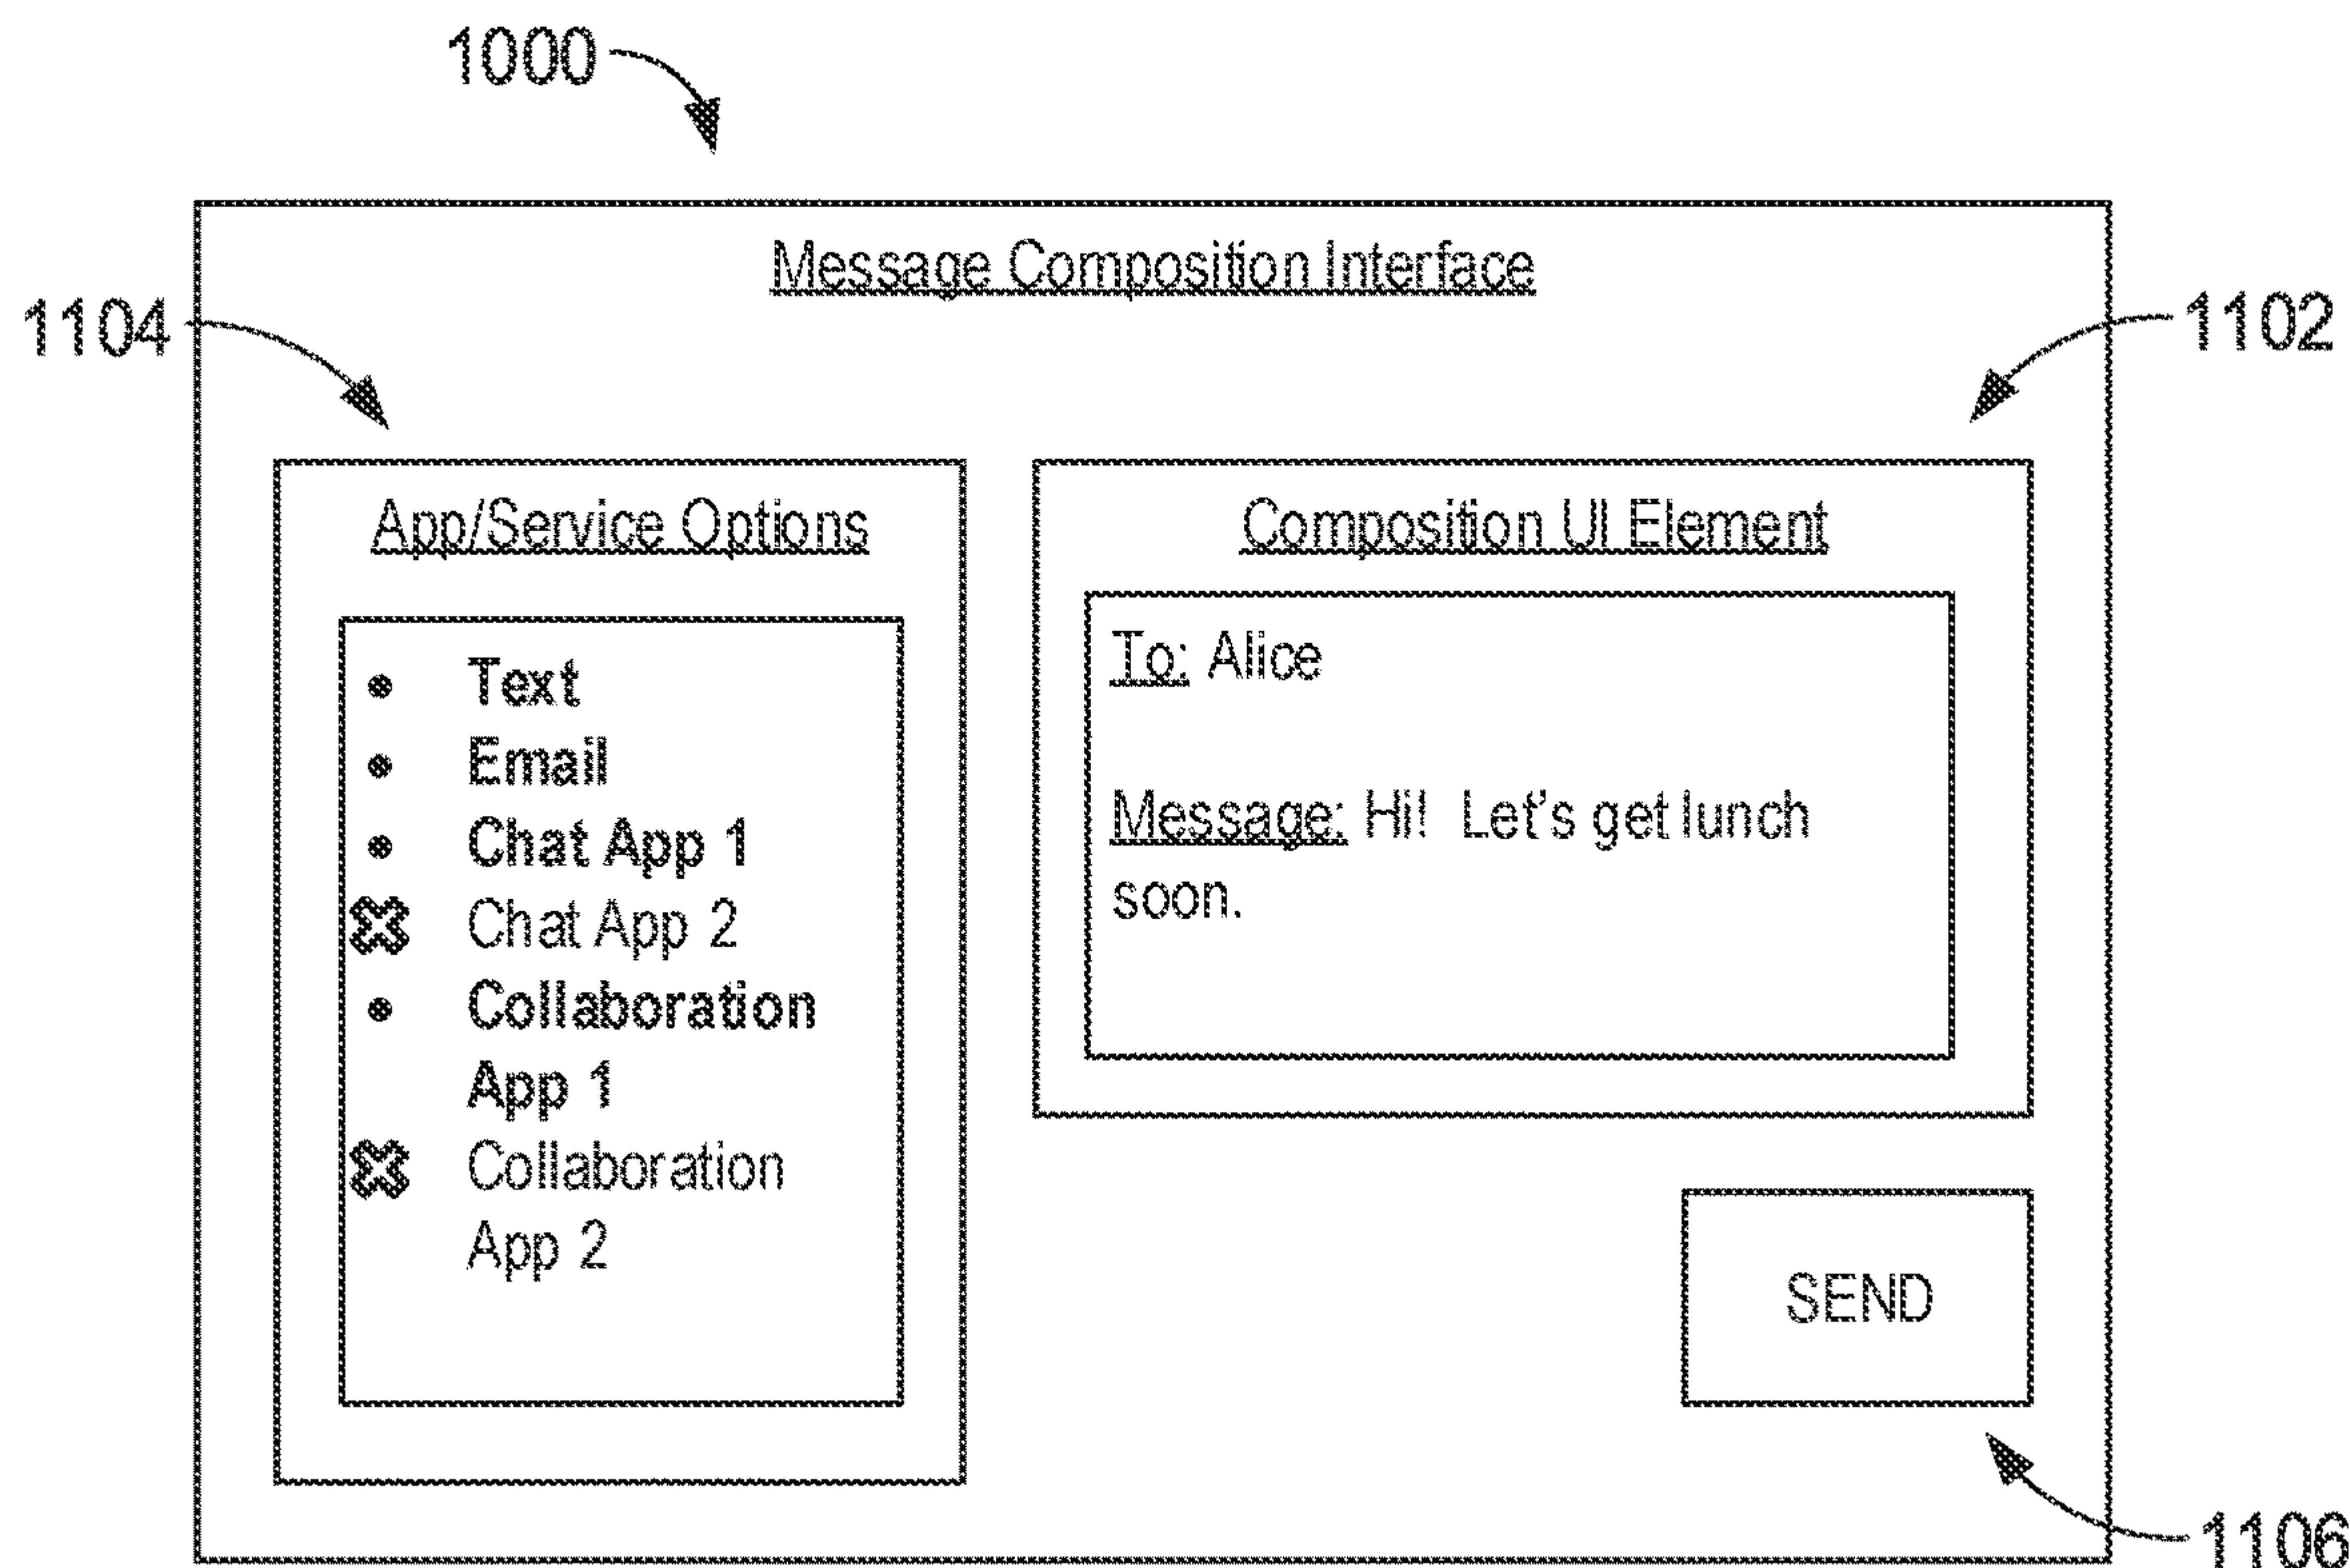 1000
Message Composition Interface
1104
1102
App/Service Options
• Text
• Email
• Chat App 1
Chat App 2
• Collaboration
App 1
Collaboration
App 2
Composition UI Element
To: Alice
Message: Hi! Let's get lunch
soon.
SEND
1106